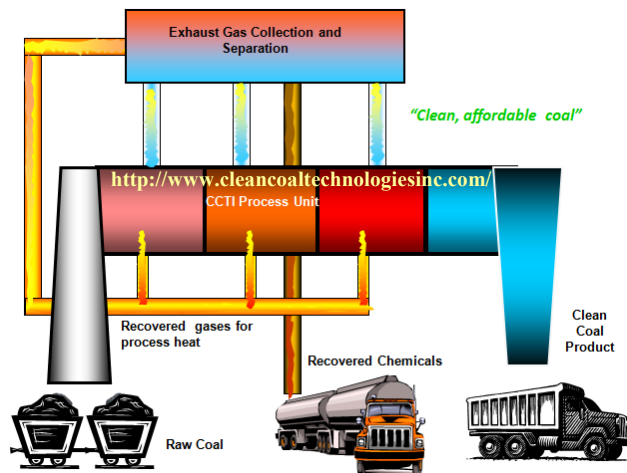 Exhaust Gas Collection and
Separation
“Clean, affordable coal”
http://www.cleancoaltechnologiesinc.com/
CCTI Process Unit
Recovered gases for
process heat
Clean
Coal
Product
Recovered Chemicals
Raw Coal